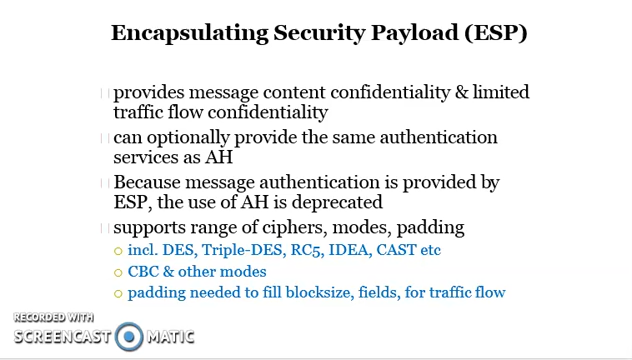 Encapsulating Security Payload (ESP)
provides message content confidentiality & limited
traffic flow confidentiality
can optionally provide the same authentication
services as AH
Because message authentication is provided by
ESP, the use of AH is deprecated
supports range of ciphers, modes, padding
incl. DES, Triple-DES, RC5, IDEA, CAST etc
CBC & other modes
padding needed to fill blocksize, fields, for traffic flow
RECORDED WITH
SCREENCAST MATIC